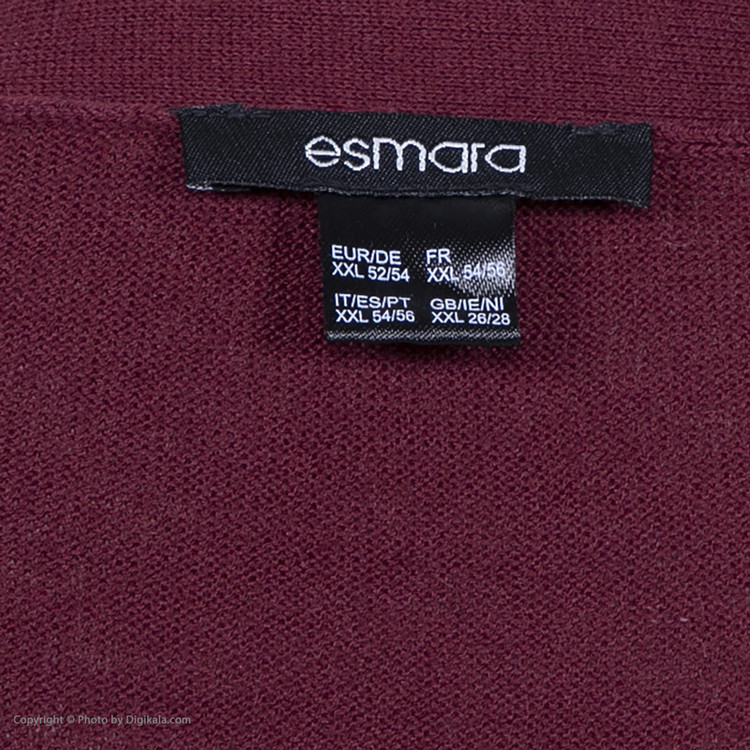 esmara
EUR/DE FR
XXL 52/54 XXL 54/56
IT/ES/PT GB/IE/NI
XXL 54/56 XXL 26/28
Copyright © Photo by Digikala.com